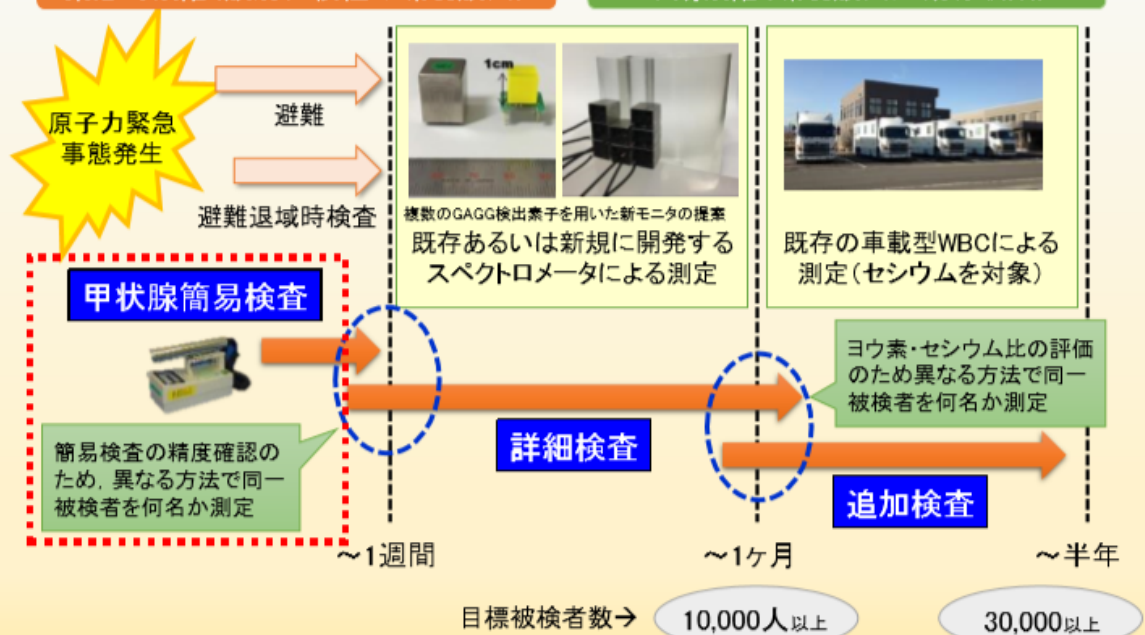 原子力緊急
事態発生
避難
避難退域時検査
1cm
複数のGAGG検出素子を用いた新モニタの提案
既存あるいは新規に開発する
スペクトロメータによる測定
既存の車載型WBCによる
測定(セシウムを対象)
甲状腺簡易検査
簡易検査の精度確認の
ため,異なる方法で同一
被検者を何名か測定
詳細検査
ヨウ素・セシウム比の評価
のため異なる方法で同一
被検者を何名か測定
追加検査
～1週間
～1ヶ月
～半年
目標被検者数→
10,000人以上
30,000以上